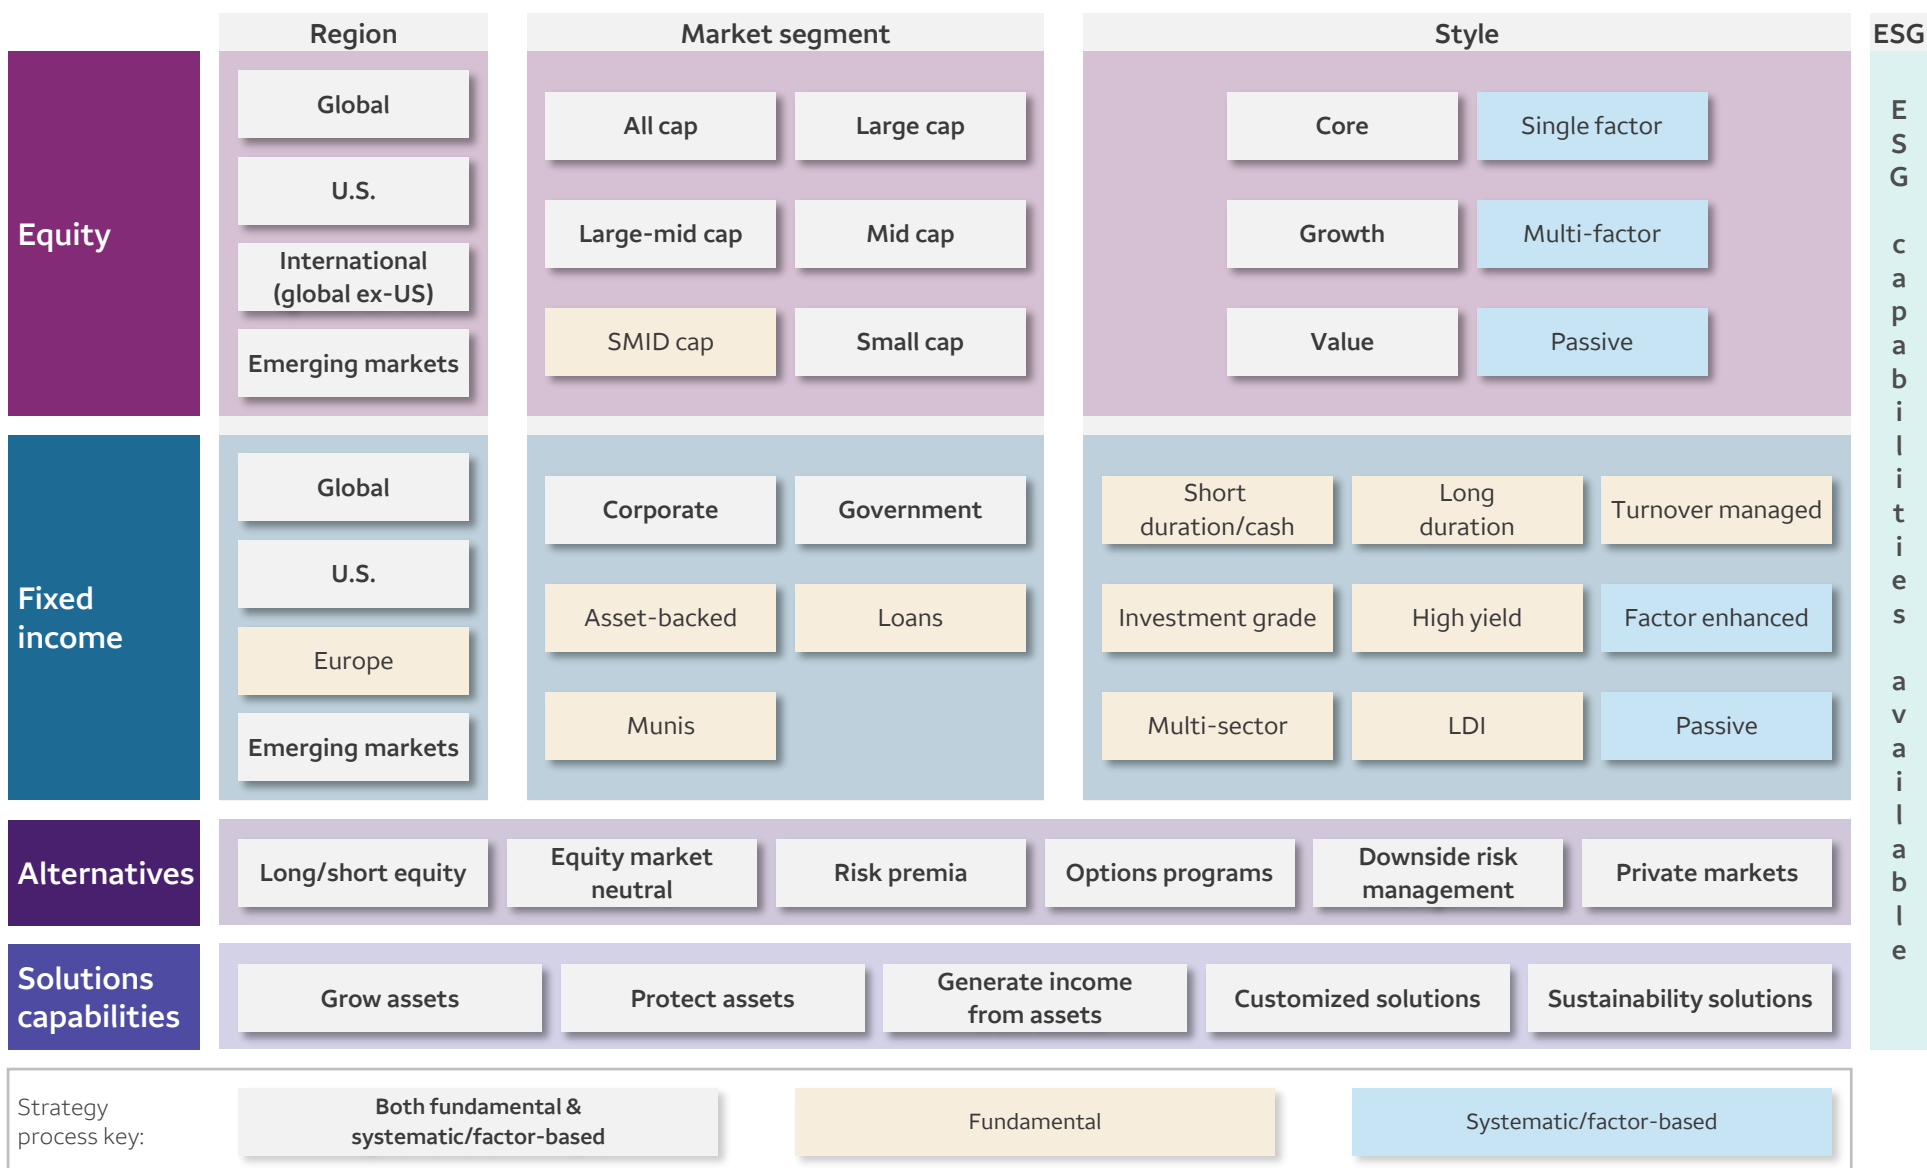 Region
Market segment
Style
ESG
Equity
Global
U.S.
International
(global ex-US)
Emerging markets
All cap
Large cap
Large-mid cap
Mid cap
SMID cap
Small cap
Core
Single factor
Growth
Multi-factor
Value
Passive
Fixed
income
Global
U.S.
Europe
Emerging markets
Corporate
Government
Asset-backed
Loans
Munis
Short
duration/cash
Long
duration
Turnover managed
Investment grade
High yield
Factor enhanced
Multi-sector
LDI
Passive
Alternatives
Long/short equity
Equity market
neutral
Risk premia
Options programs
Downside risk
management
Private markets
Solutions
capabilities
Grow assets
Protect assets
Generate income
from assets
Customized solutions
Sustainability solutions
ESG capabilities available
Strategy
process key:
Both fundamental &
systematic/factor-based
Fundamental
Systematic/factor-based